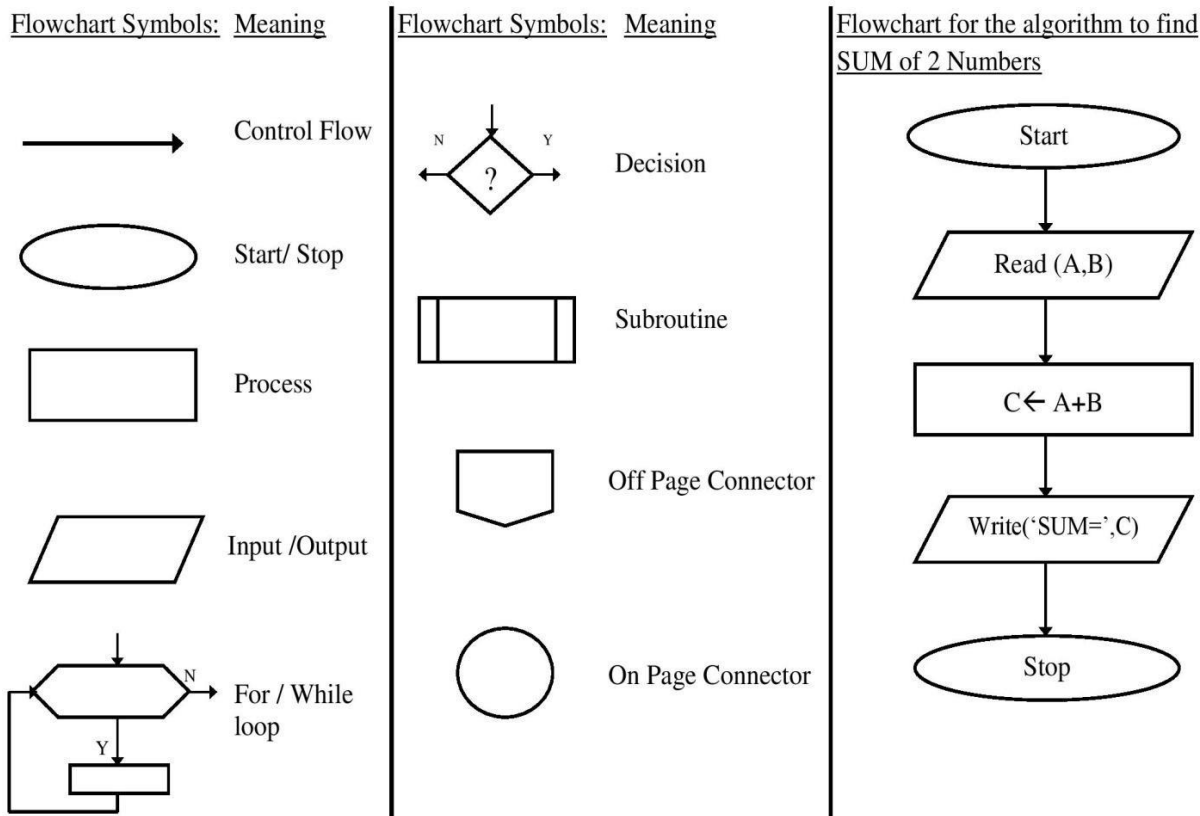 Flowchart Symbols: Meaning
Control Flow
Start/ Stop
Process
Input /Output
N
For / While
loop
Y
Flowchart Symbols: Meaning
N Y
?
Decision
Subroutine
Off Page Connector
On Page Connector
Flowchart for the algorithm to find
SUM of 2 Numbers
Start
Read (A,B)
C← A+B
Write(‘SUM=’,C)
Stop